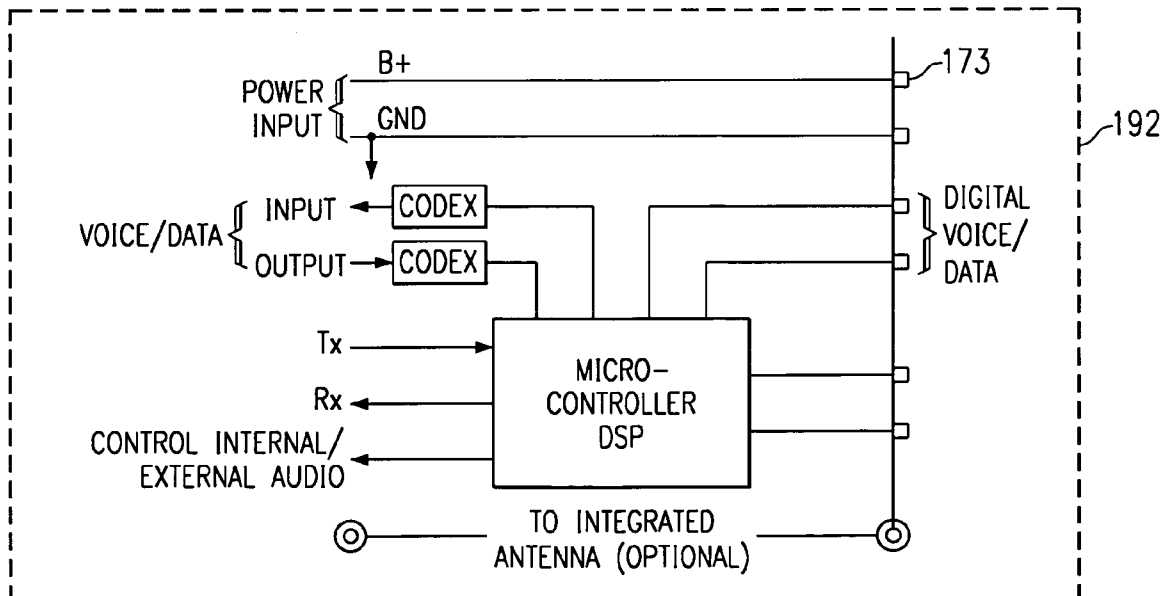 B+
173
POWER
INPUT
GND
192
INPUT
CODEX
VOICE/DATA
OUTPUT
CODEX
DIGITAL
VOICE/
DATA
Tx
Rx
CONTROL INTERNAL/
EXTERNAL AUDIO
MICRO-
CONTROLLER
DSP
TO INTEGRATED
ANTENNA (OPTIONAL)